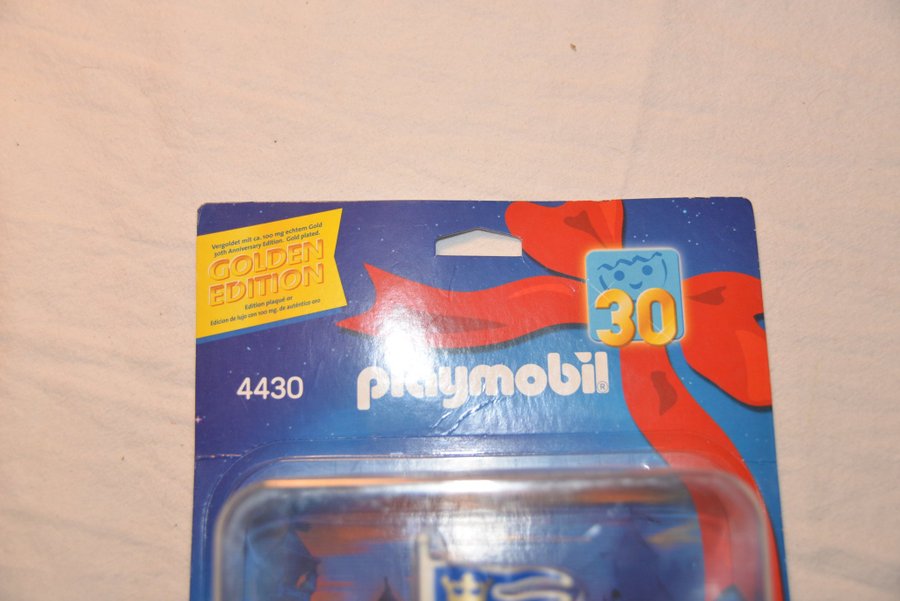 Vergoldet mit ca. 100 mg echtem Gold
30th Anniversary Edition. Gold plated.
GOLDEN
EDITION
Edition plaqué or
Edicion de lujo con 100 mg. de auténtico oro
30
4430
playmobil®